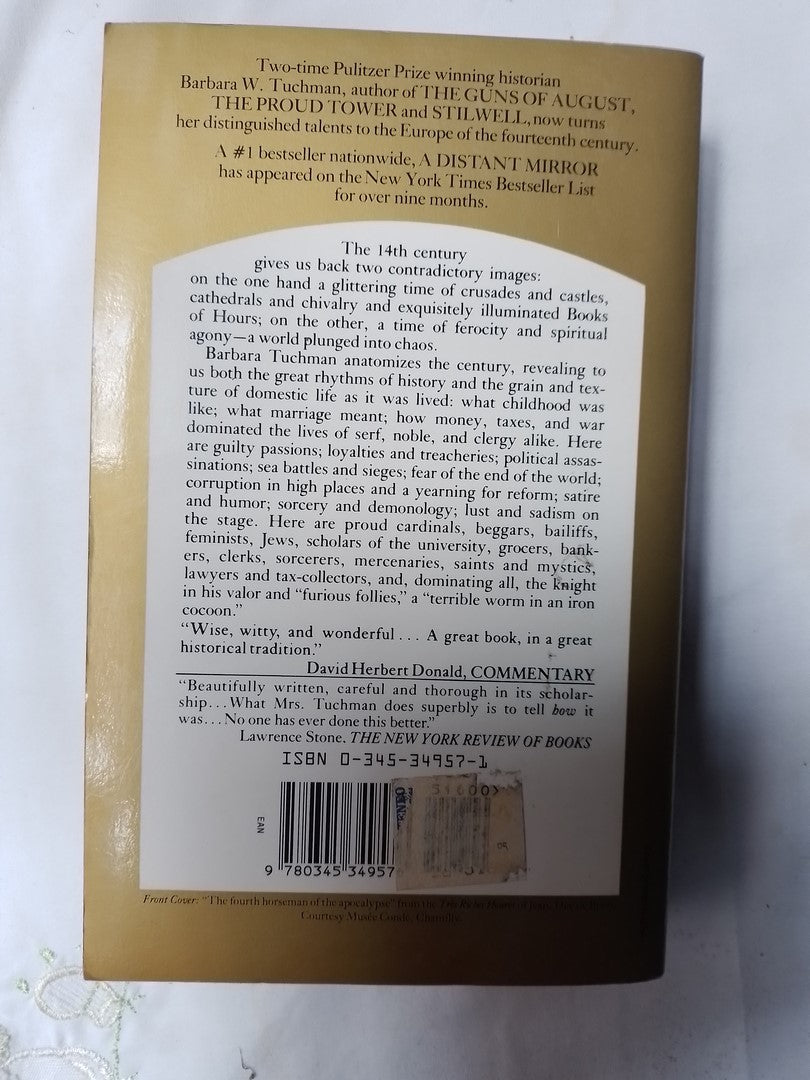 Two-time Pulitzer Prize winning historian
Barbara W. Tuchman, author of THE GUNS OF AUGUST,
THE PROUD TOWER and STILWELL, now turns
her distinguished talents to the Europe of the fourteenth century.
A #1 bestseller nationwide, A DISTANT MIRROR
has appeared on the New York Times Bestseller List
for over nine months.
The 14th century
gives us back two contradictory images:
on the one hand a glittering time of crusades and castles,
cathedrals and chivalry and exquisitely illuminated Books
of Hours; on the other, a time of ferocity and spiritual
agony—a world plunged into chaos.
Barbara Tuchman anatomizes the century, revealing to
us both the great rhythms of history and the grain and tex-
ture of domestic life as it was lived: what childhood was
like; what marriage meant; how money, taxes, and war
dominated the lives of serf, noble, and clergy alike. Here
are guilty passions; loyalties and treacheries; political assas-
sinations; sea battles and sieges; fear of the end of the world;
corruption in high places and a yearning for reform; satire
and humor; sorcery and demonology; lust and sadism on
the stage. Here are proud cardinals, beggars, bailiffs,
feminists, Jews, scholars of the university, grocers, bank-
ers, clerks, sorcerers, mercenaries, saints and mystics,
lawyers and tax-collectors, and, dominating all, the knight
in his valor and "furious follies," a "terrible worm in an iron
cocoon."
"Wise, witty, and wonderful... A great book, in a great
historical tradition."
David Herbert Donald, COMMENTARY
"Beautifully written, careful and thorough in its scholar-
ship...What Mrs. Tuchman does superbly is to tell how it
was...No one has ever done this better."
Lawrence Stone, THE NEW YORK REVIEW OF BOOKS
ISBN 0-345-34957-1
EAN
9 780345 34957
Front Cover: "The fourth horseman of the apocalypse" from the Très Riches Heures of Jean, Duc de
Courtesy Musée Condé, Chantilly.